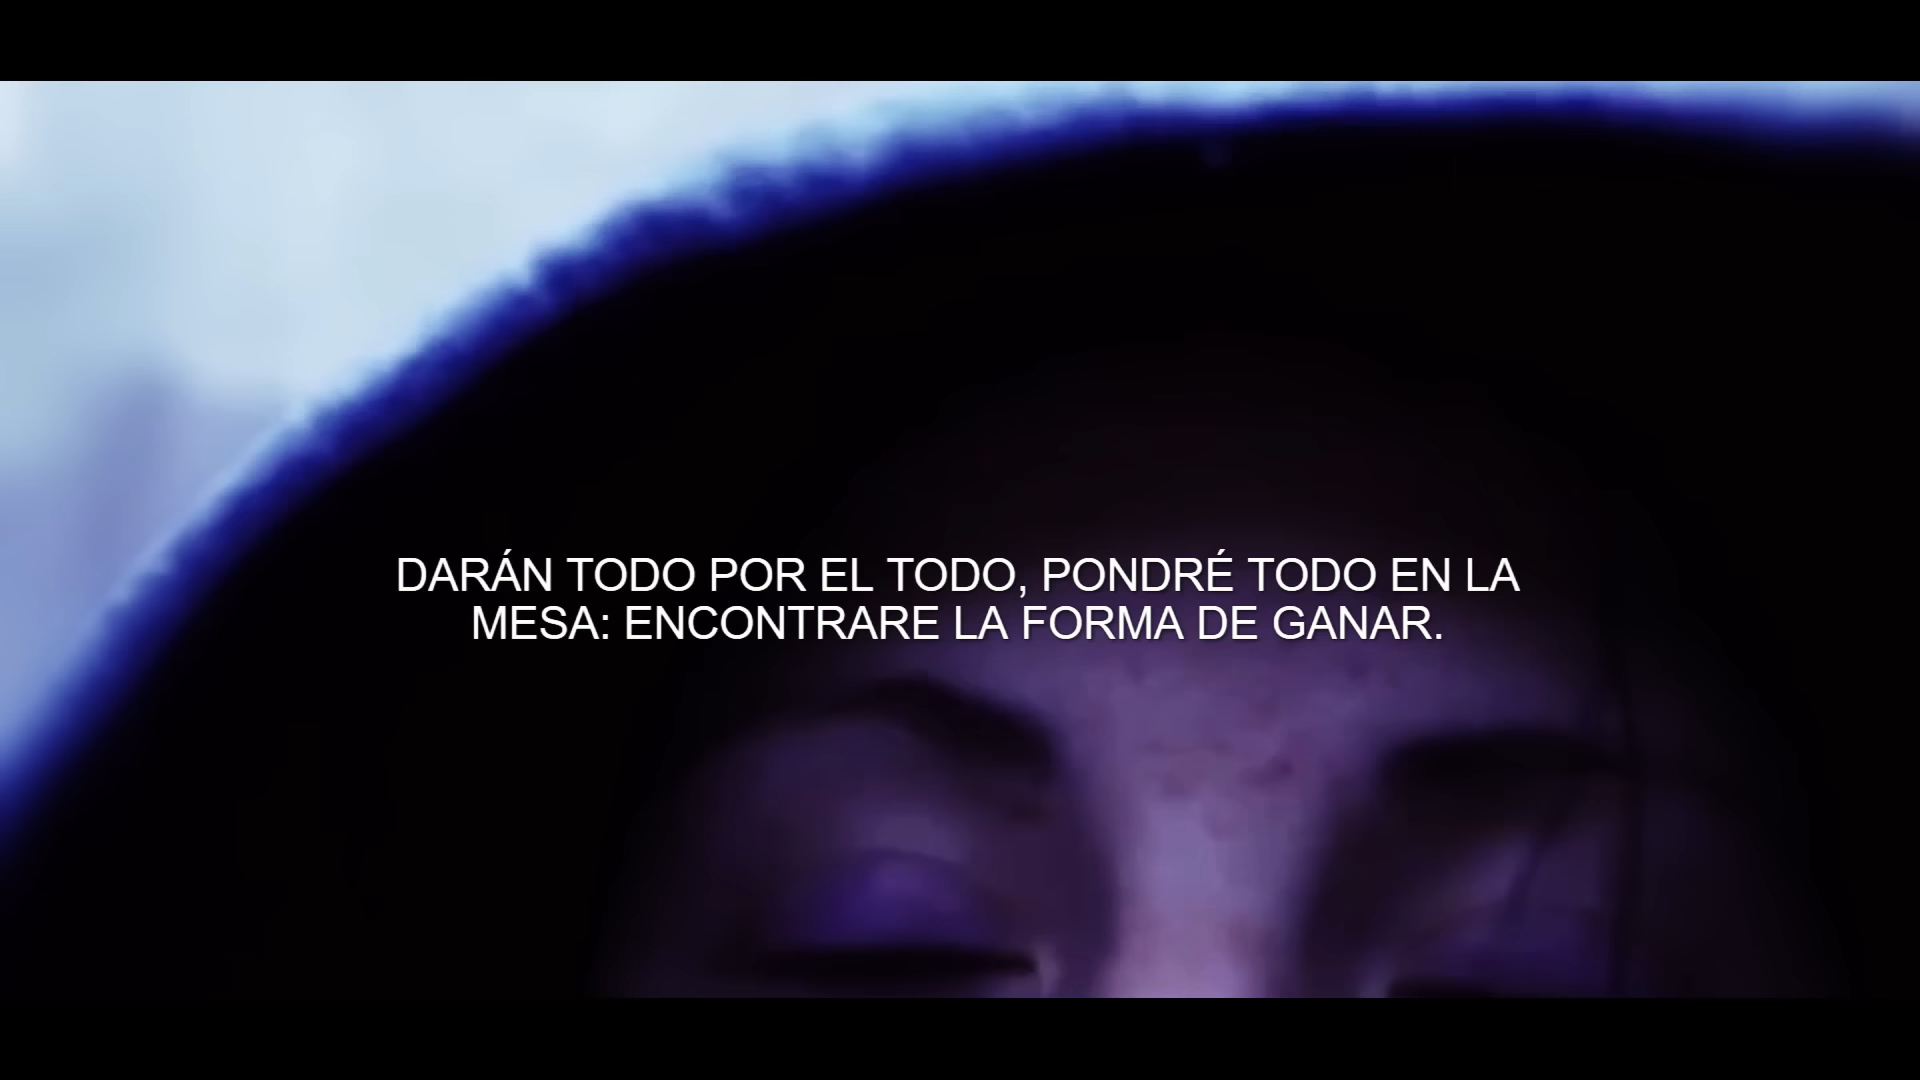 DARÁN TODO POR EL TODO, PONDRÉ TODO EN LA
MESA: ENCONTRARE LA FORMA DE GANAR.